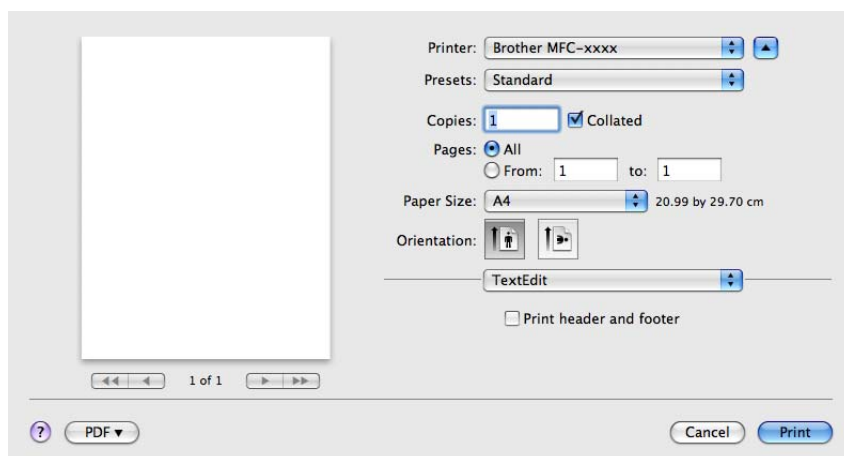 Printer: Brother MFC-xxxx
Presets: Standard
Copies: 1 Collated
Pages: All
From: 1 to: 1
Paper Size: A4 20.99 by 29.70 cm
Orientation:
TextEdit
Print header and footer
1 of 1
? PDF▼ Cancel Print